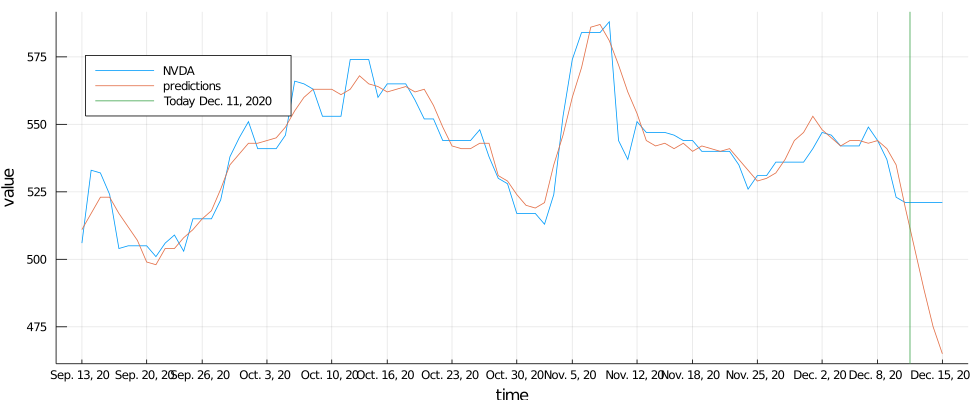 575
550
525
500
475
value
NVDA
predictions
Today Dec. 11, 2020
Sep. 13, 20 Sep. 20, 20 Sep. 26, 20 Oct. 3, 20 Oct. 10, 20 Oct. 16, 20 Oct. 23, 20 Oct. 30, 20 Nov. 5, 20 Nov. 12, 20 Nov. 18, 20 Nov. 25, 20 Dec. 2, 20 Dec. 8, 20 Dec. 15, 20
time